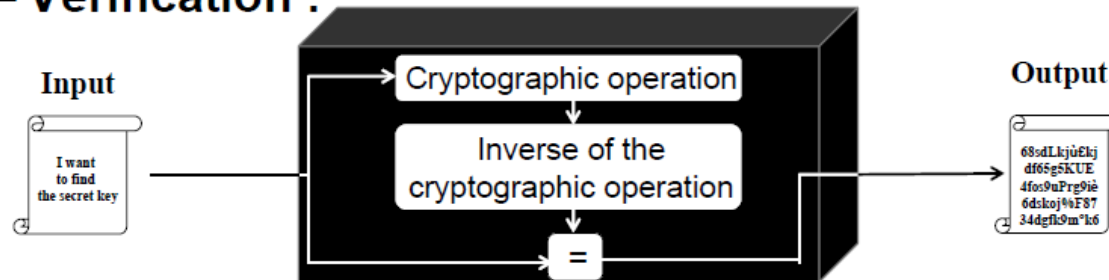 – Verification :
Input
Cryptographic operation
Output
I want
to find
the secret key
Inverse of the
cryptographic operation
=
68sdLkjù£kj
df65g5KUE
4fos9uPrg9iè
6dskoj%F87
34dgfk9m°k6